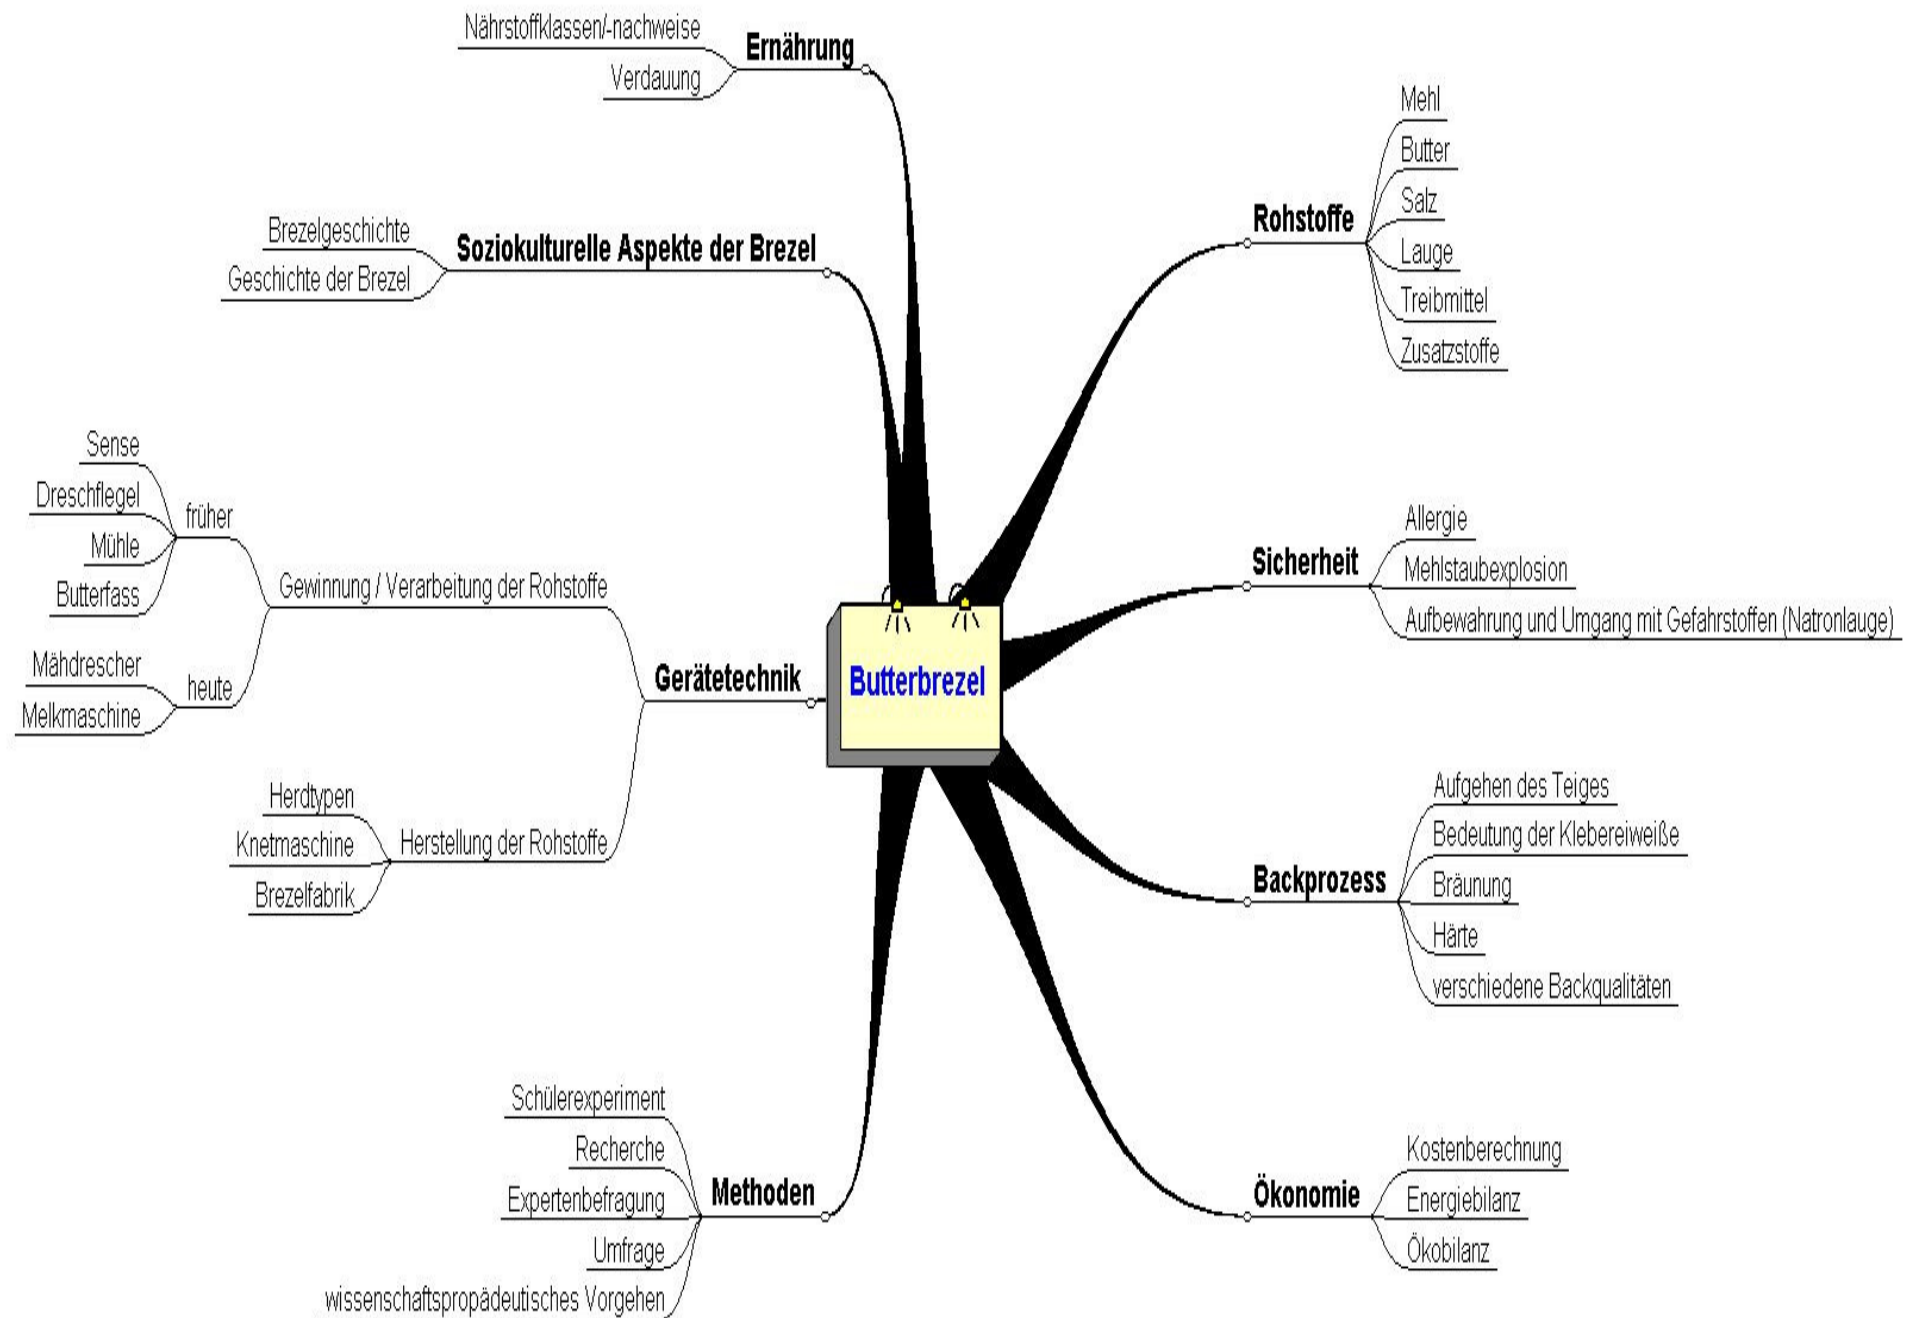 Nährstoffklassen/-nachweise
Verdauung
Ernährung
Brezelgeschichte
Geschichte der Brezel
Soziokulturelle Aspekte der Brezel
Sense
Dreschflegel
Mühle
Butterfass
früher
Mähdrescher
Melkmaschine
heute
Gewinnung / Verarbeitung der Rohstoffe
Herdtypen
Knetmaschine
Brezelfabrik
Herstellung der Rohstoffe
Gerätetechnik
Schülerexperiment
Recherche
Expertenbefragung
Umfrage
wissenschaftspropädeutisches Vorgehen
Methoden
Butterbrezel
Rohstoffe
Mehl
Butter
Salz
Lauge
Treibmittel
Zusatzstoffe
Sicherheit
Allergie
Mehlstaubexplosion
Aufbewahrung und Umgang mit Gefahrstoffen (Natronlauge)
Backprozess
Aufgehen des Teiges
Bedeutung der Klebereiweiße
Bräunung
Härte
verschiedene Backqualitäten
Ökonomie
Kostenberechnung
Energiebilanz
Ökobilanz